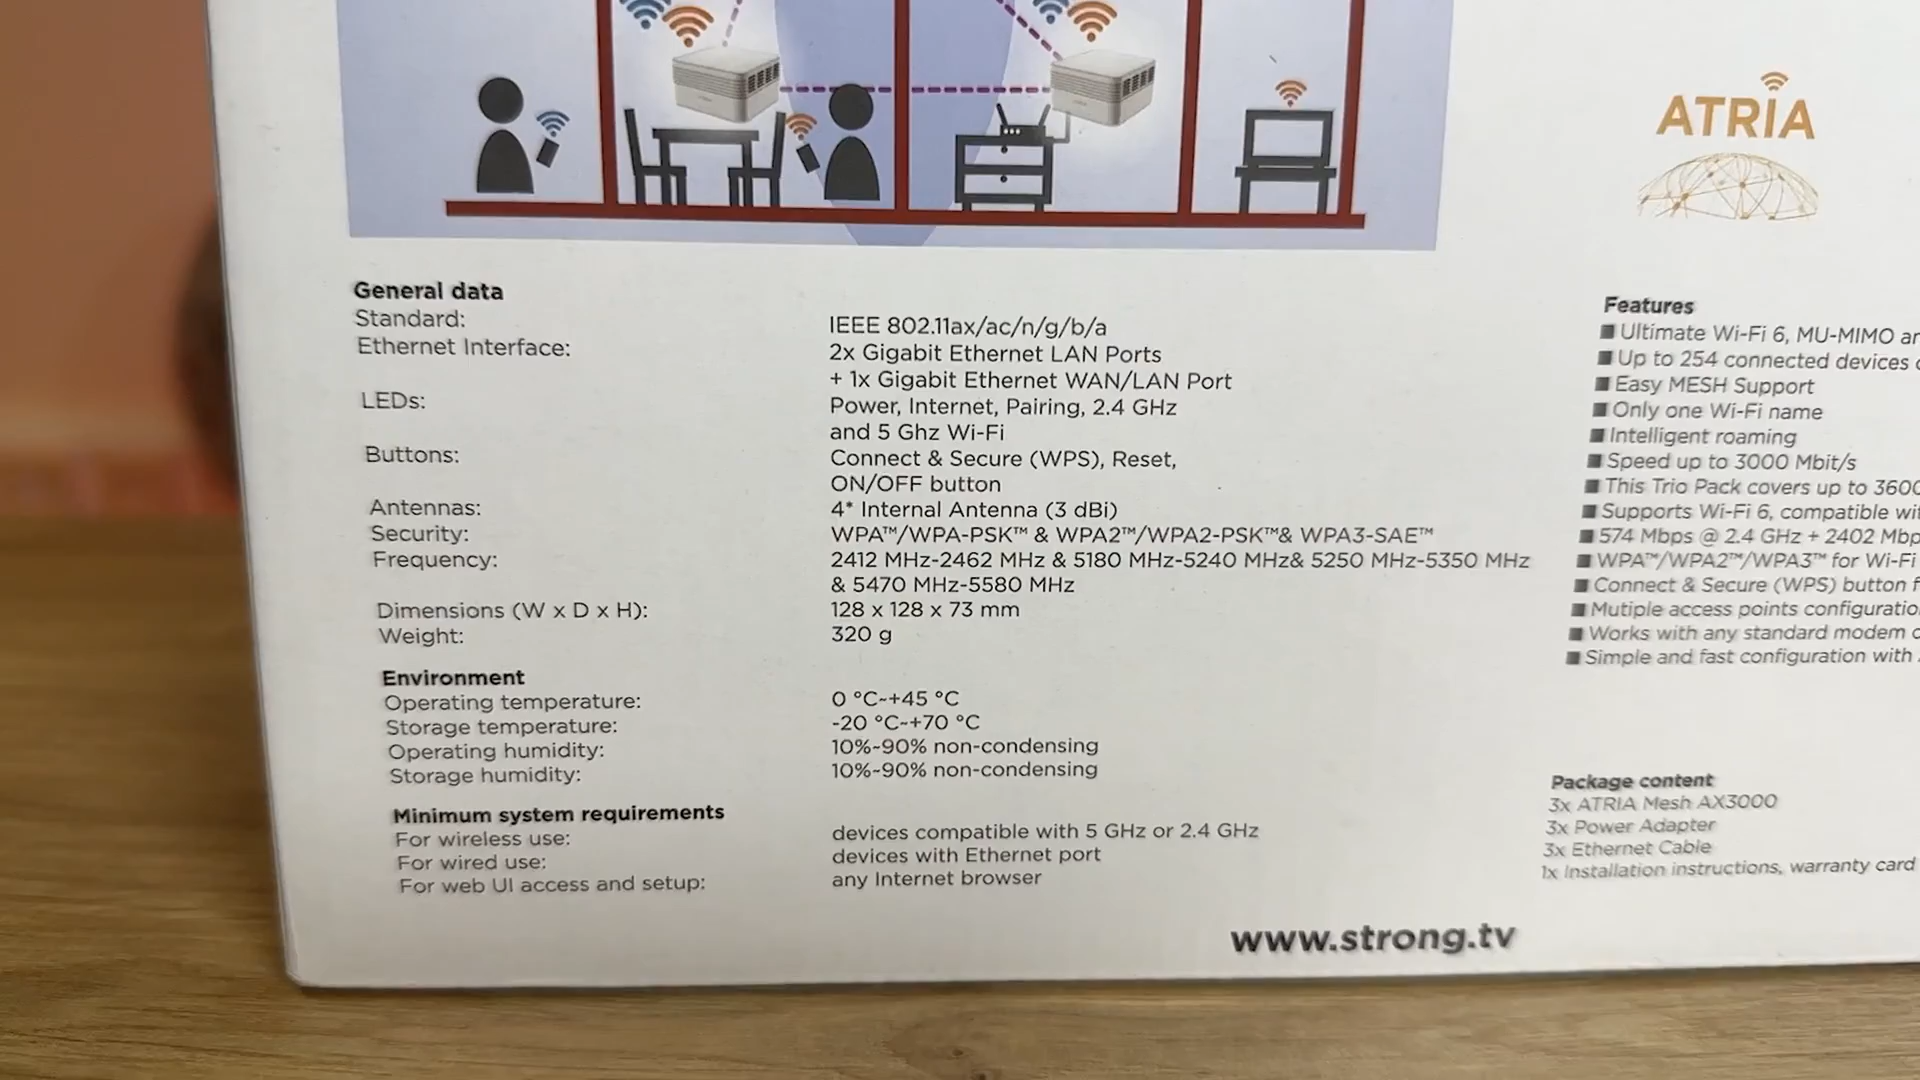 ATRIA
General data
Standard: IEEE 802.11ax/ac/n/g/b/a
Ethernet Interface: 2x Gigabit Ethernet LAN Ports
+ 1x Gigabit Ethernet WAN/LAN Port
LEDs: Power, Internet, Pairing, 2.4 GHz
and 5 Ghz Wi-Fi
Buttons: Connect & Secure (WPS), Reset,
ON/OFF button
Antennas: 4* Internal Antenna (3 dBi)
Security: WPA™/WPA-PSK™ & WPA2™/WPA2-PSK™& WPA3-SAE™
Frequency: 2412 MHz-2462 MHz & 5180 MHz-5240 MHz& 5250 MHz-5350 MHz
& 5470 MHz-5580 MHz
Dimensions (W x D x H): 128 x 128 x 73 mm
Weight: 320 g
Environment
Operating temperature: 0 °C~+45 °C
Storage temperature: -20 °C~+70 °C
Operating humidity: 10%~90% non-condensing
Storage humidity: 10%~90% non-condensing
Minimum system requirements
For wireless use: devices compatible with 5 GHz or 2.4 GHz
For wired use: devices with Ethernet port
For web UI access and setup: any Internet browser
Features
■ Ultimate Wi-Fi 6, MU-MIMO
■ Up to 254 connected devices
■ Easy MESH Support
■ Only one Wi-Fi name
■ Intelligent roaming
■ Speed up to 3000 Mbit/s
■ This Trio Pack covers up to 3600
■ Supports Wi-Fi 6, compatible
■ 574 Mbps @ 2.4 GHz + 2402
■ WPA™/WPA2™/WPA3™ for Wi-Fi
■ Connect & Secure (WPS) button
■ Mutiple access points
■ Works with any standard modem
■ Simple and fast configuration with
Package content
3x ATRIA Mesh AX3000
3x Power Adapter
3x Ethernet Cable
1x Installation instructions, warranty card
www.strong.tv